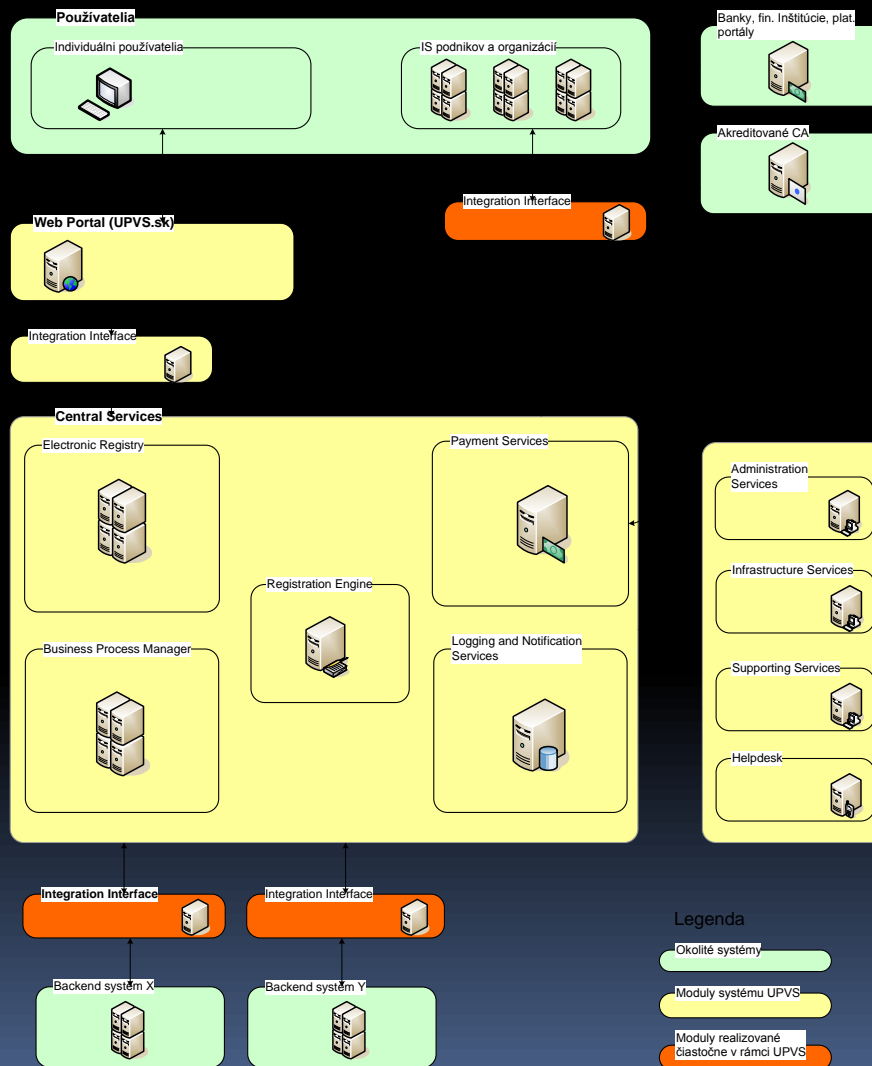 Používatelia
Individuálni používatelia
IS podnikov a organizácií
Banky, fin. Inštitúcie, plat.
portály
Akreditované CA
Integration Interface
Web Portal (UPVS.sk)
Integration Interface
Central Services
Electronic Registry
Payment Services
Registration Engine
Business Process Manager
Logging and Notification
Services
Administration
Services
Infrastructure Services
Supporting Services
Helpdesk
Integration Interface
Integration Interface
Backend systém X
Backend systém Y
Legenda
Okolité systémy
Moduly systému UPVS
Moduly realizované
čiastočne v rámci UPVS